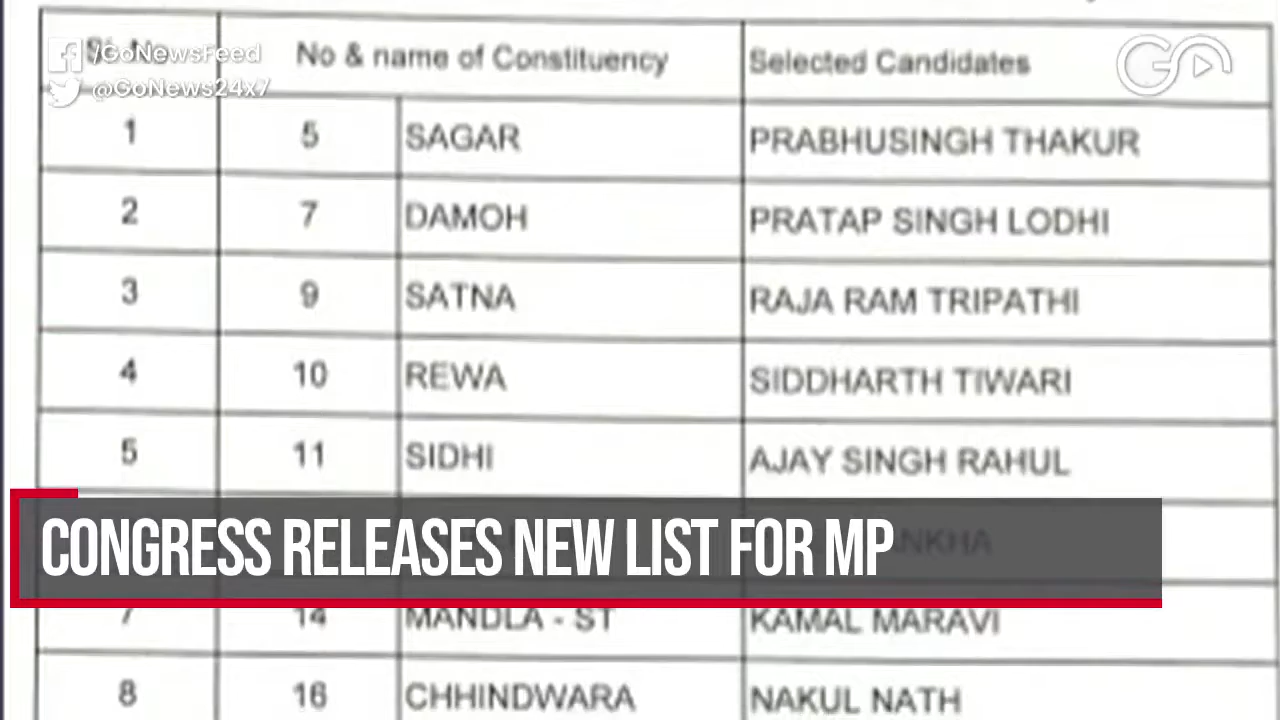 /GoNewsFeed
@GoNews24x7
No & name of Constituency Selected Candidates
1 5 SAGAR PRABHUSINGH THAKUR
2 7 DAMOH PRATAP SINGH LODHI
3 9 SATNA RAJA RAM TRIPATHI
4 10 REWA SIDDHARTH TIWARI
5 11 SIDHI AJAY SINGH RAHUL
CONGRESS RELEASES NEW LIST FOR MP
7 14 MANDLA - ST KAMAL MARAVI
8 16 CHHINDWARA NAKUL NATH